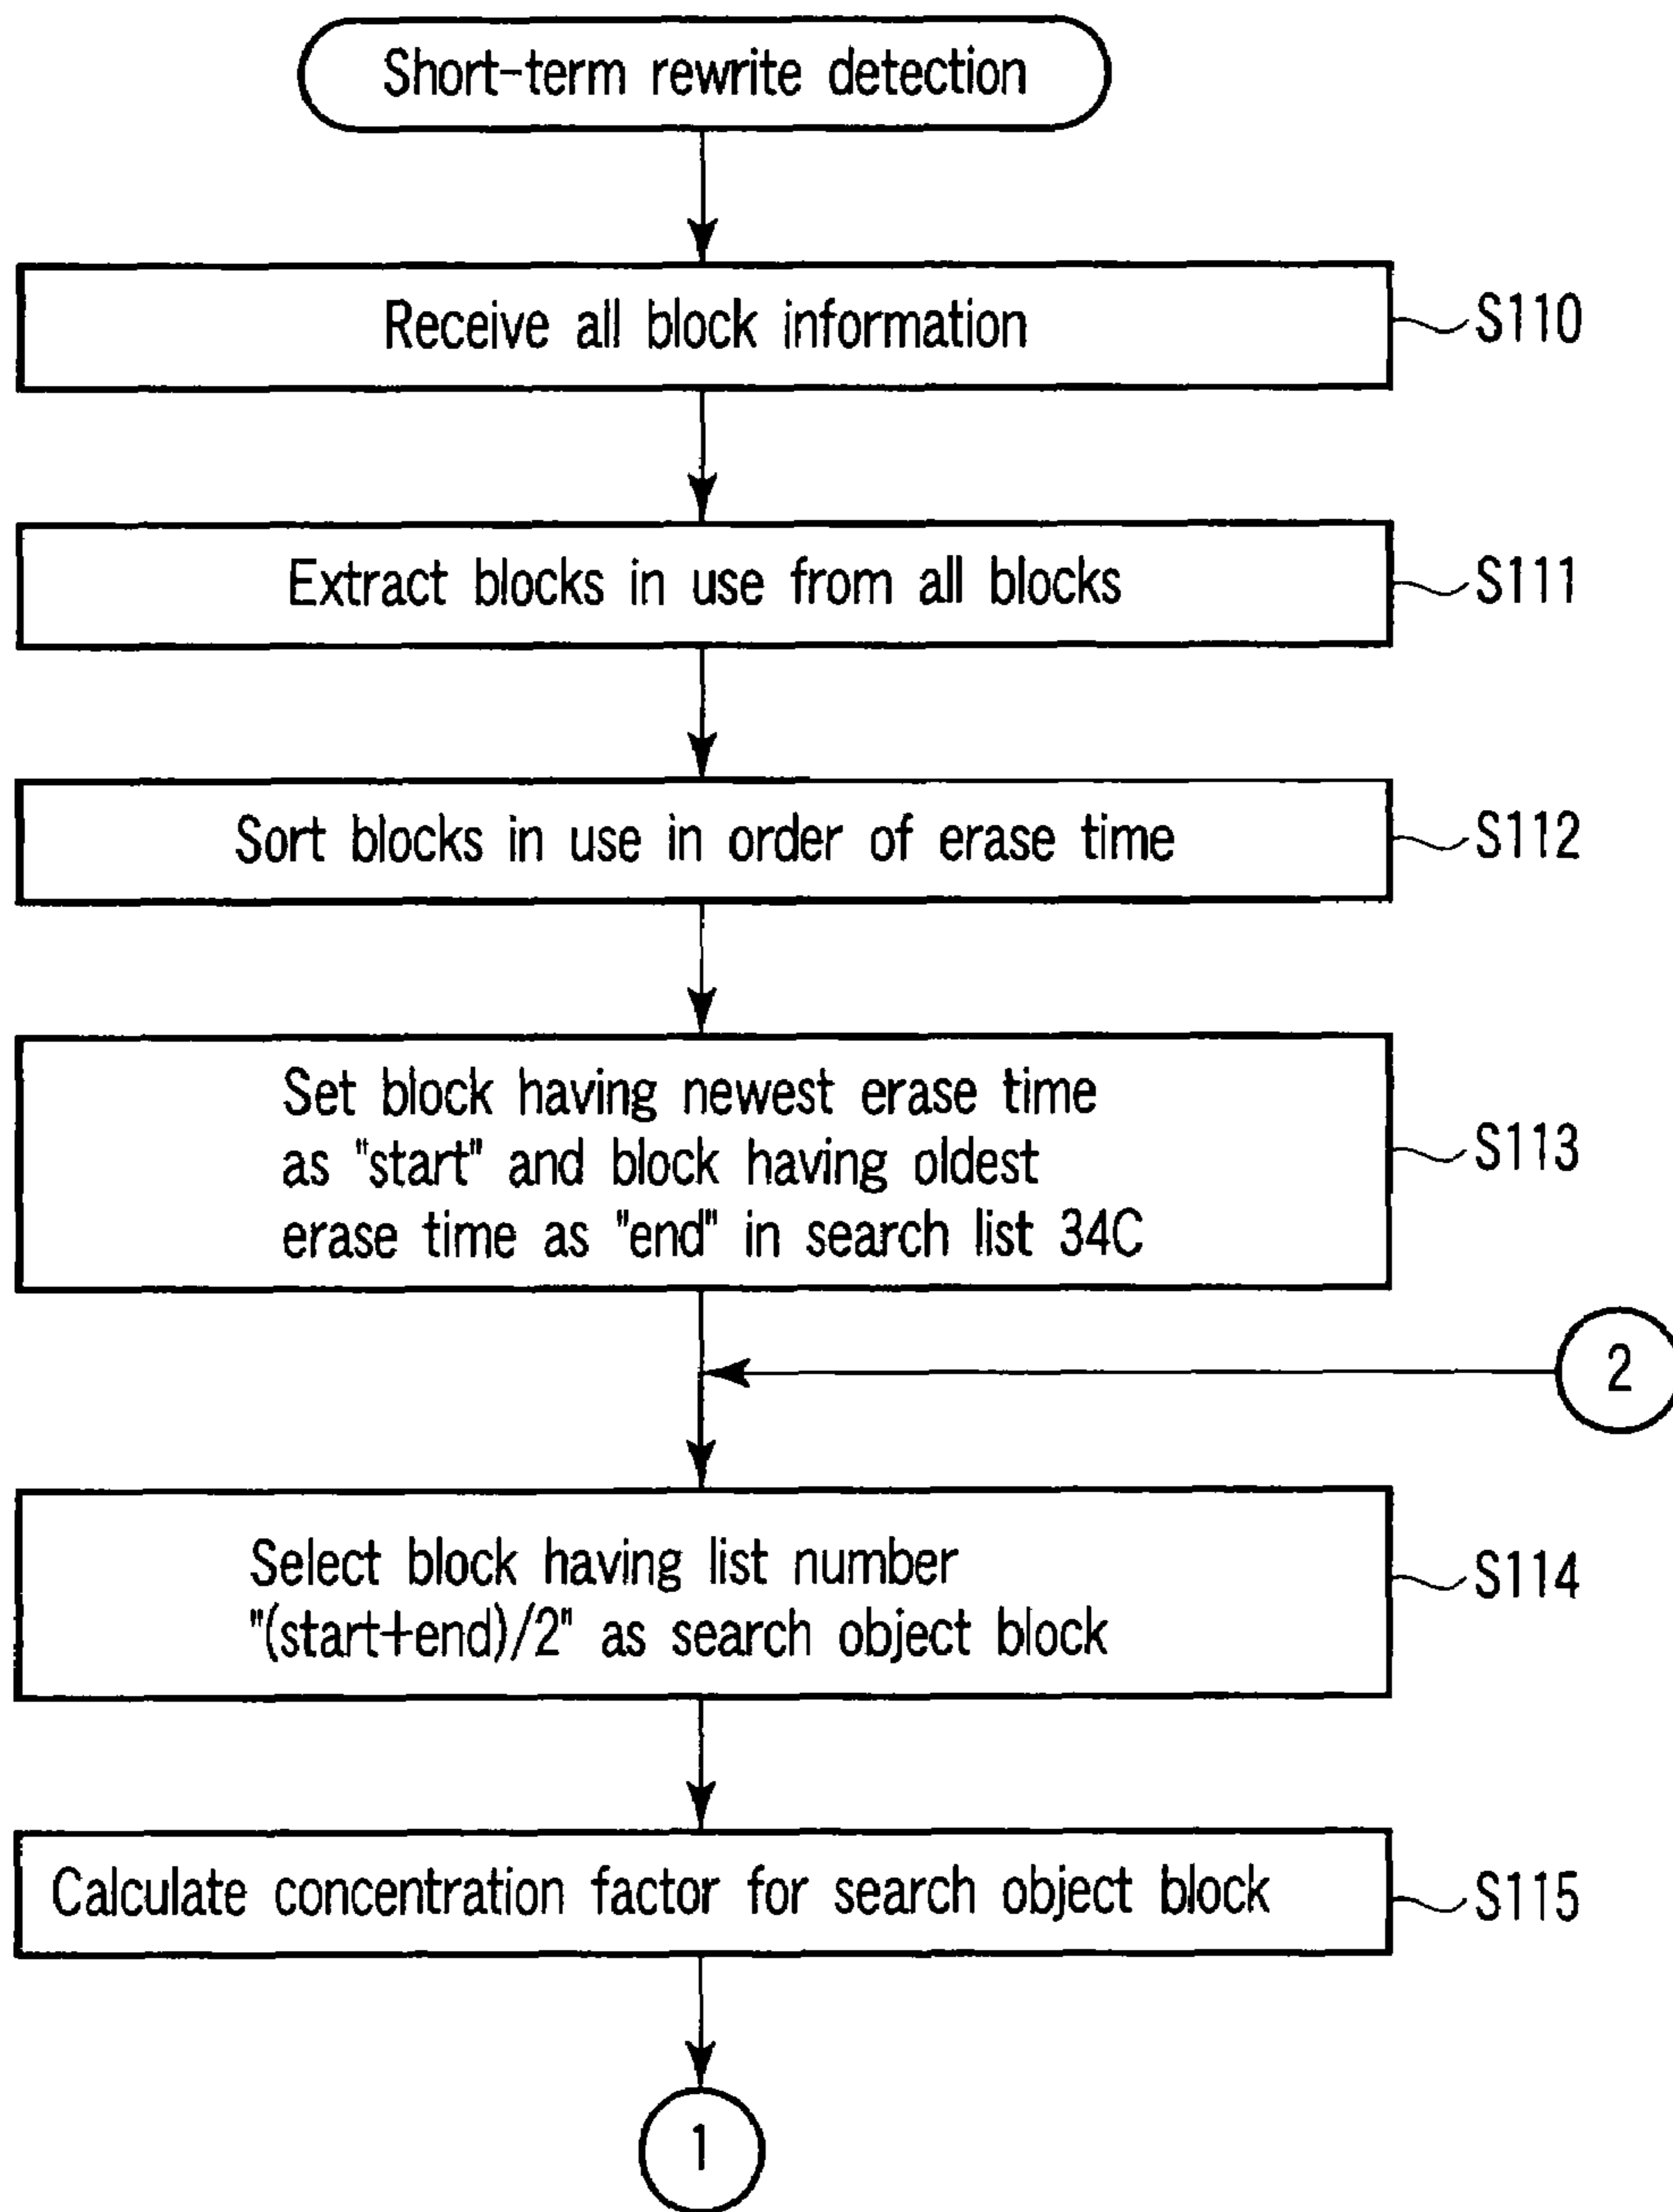 Short-term rewrite detection
Receive all block information
S110
Extract blocks in use from all blocks
S111
Sort blocks in use in order of erase time
S112
Set block having newest erase time
as "start" and block having oldest
erase time as "end" in search list 34C
S113
2
Select block having list number
"(start+end)/2" as search object block
S114
Calculate concentration factor for search object block
S115
1